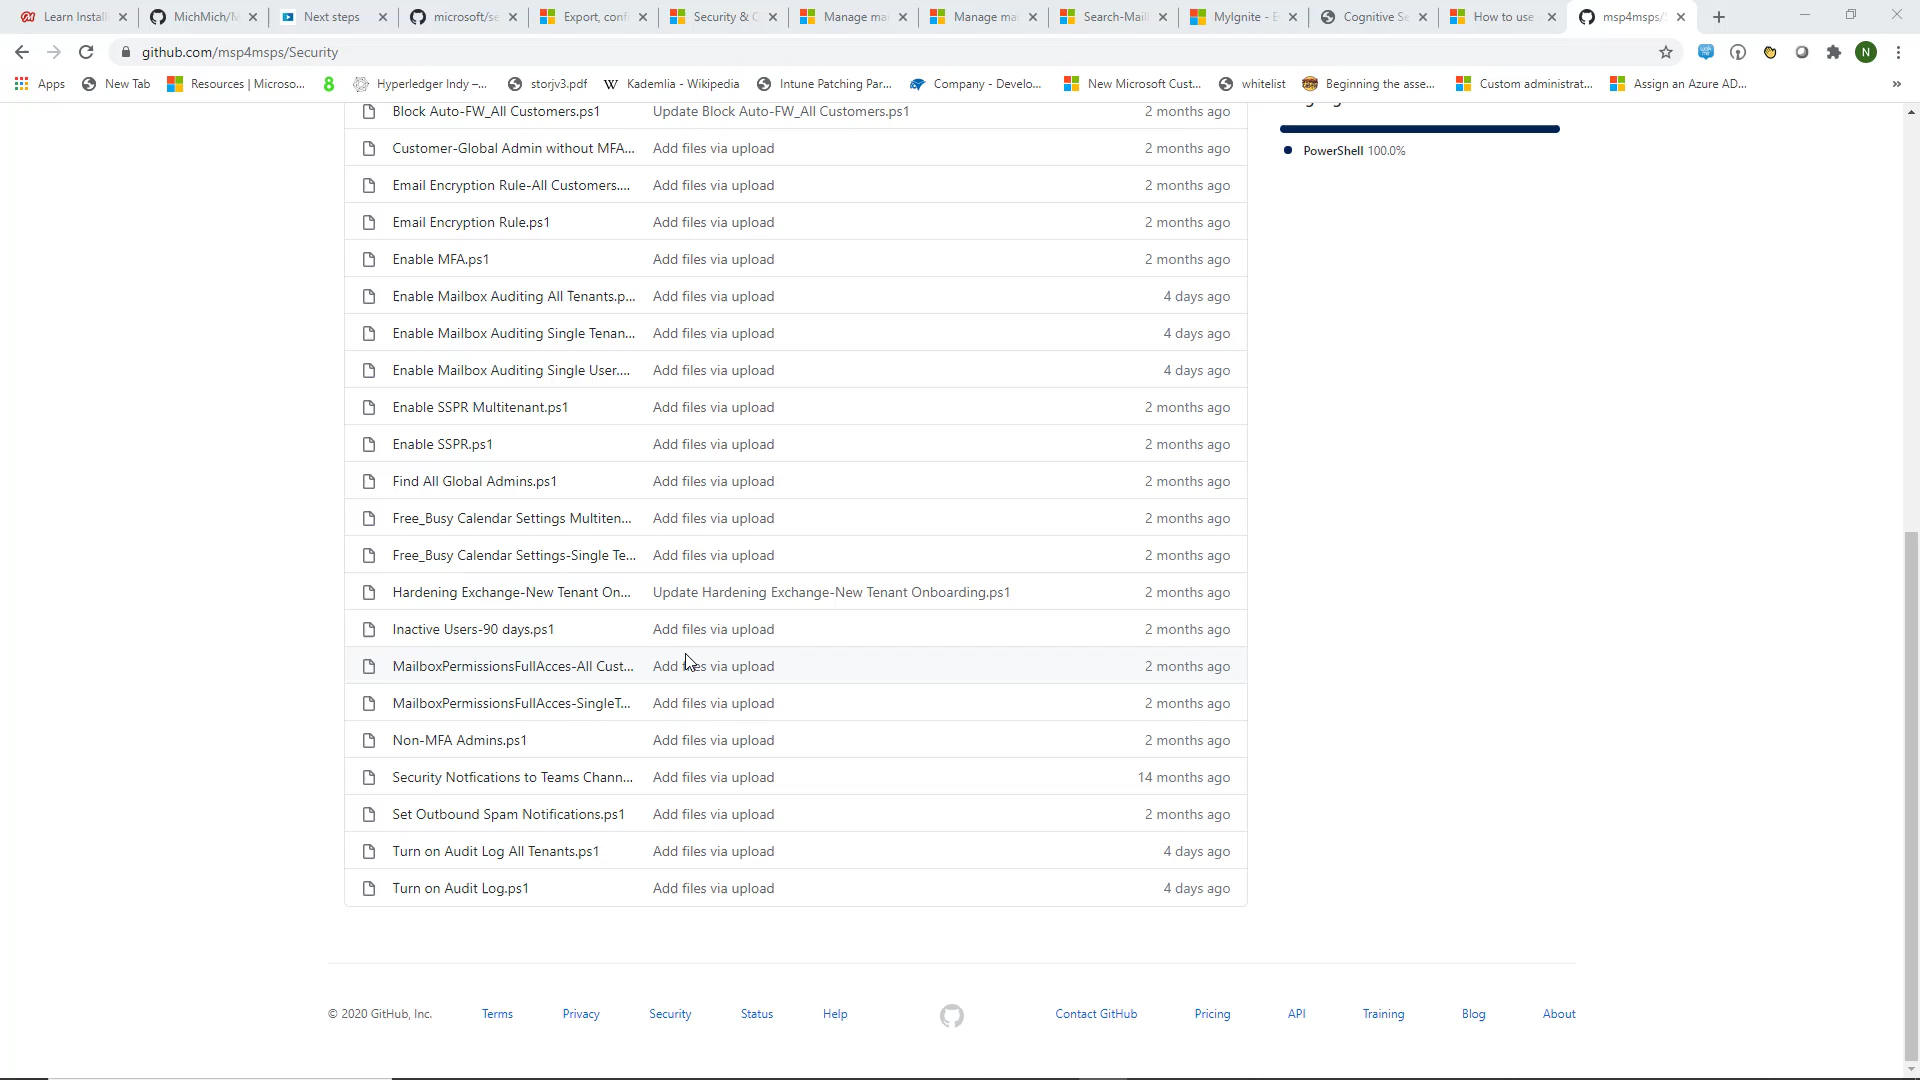 Learn Install
MichMich/M
Next steps
microsoft/se
Export, conf
Security & C
Manage mai
Manage mai
Search-Mail
MyIgnite - E
Cognitive Se
How to use
msp4msps/S
github.com/msp4msps/Security
N
Apps
New Tab
Resources | Microso...
8
Hyperledger Indy –...
storjv3.pdf
Kademlia - Wikipedia
Intune Patching Par...
Company - Develo...
New Microsoft Cust...
whitelist
Beginning the asse...
Custom administrat...
Assign an Azure AD...
»
Block Auto-FW_All Customers.ps1 Update Block Auto-FW_All Customers.ps1 2 months ago
PowerShell 100.0%
Customer-Global Admin without MFA... Add files via upload 2 months ago
Email Encryption Rule-All Customers.... Add files via upload 2 months ago
Email Encryption Rule.ps1 Add files via upload 2 months ago
Enable MFA.ps1 Add files via upload 2 months ago
Enable Mailbox Auditing All Tenants.p... Add files via upload 4 days ago
Enable Mailbox Auditing Single Tenan... Add files via upload 4 days ago
Enable Mailbox Auditing Single User.... Add files via upload 4 days ago
Enable SSPR Multitenant.ps1 Add files via upload 2 months ago
Enable SSPR.ps1 Add files via upload 2 months ago
Find All Global Admins.ps1 Add files via upload 2 months ago
Free_Busy Calendar Settings Multiten... Add files via upload 2 months ago
Free_Busy Calendar Settings-Single Te... Add files via upload 2 months ago
Hardening Exchange-New Tenant On... Update Hardening Exchange-New Tenant Onboarding.ps1 2 months ago
Inactive Users-90 days.ps1 Add files via upload 2 months ago
MailboxPermissionsFullAcces-All Cust... Add files via upload 2 months ago
MailboxPermissionsFullAcces-SingleT... Add files via upload 2 months ago
Non-MFA Admins.ps1 Add files via upload 2 months ago
Security Notfications to Teams Chann... Add files via upload 14 months ago
Set Outbound Spam Notifications.ps1 Add files via upload 2 months ago
Turn on Audit Log All Tenants.ps1 Add files via upload 4 days ago
Turn on Audit Log.ps1 Add files via upload 4 days ago
© 2020 GitHub, Inc. Terms Privacy Security Status Help Contact GitHub Pricing API Training Blog About